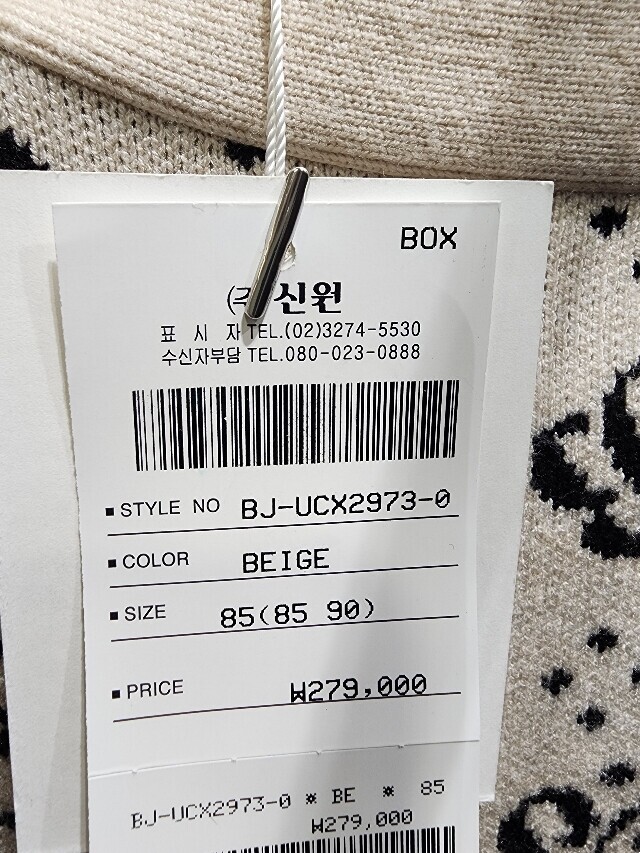 BOX
(주)신원
표 시 자 TEL.(02)3274-5530
수신자부담 TEL.080-023-0888
■ STYLE NO BJ-UCX2973-0
■ COLOR BEIGE
■ SIZE 85(85 90)
■ PRICE ₩279,000
BJ-UCX2973-0 * BE * 85
₩279,000